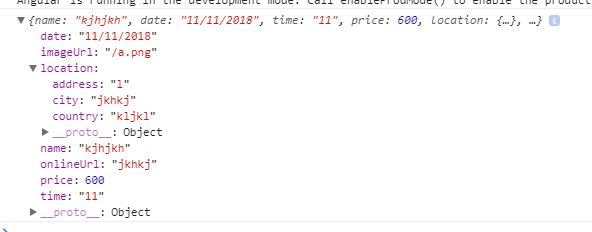 Angular is running in the development mode. Call enableProdMode() to enable the product
▼{name: "kjhjkh", date: "11/11/2018", time: "11", price: 600, location: {…}, …} i
date: "11/11/2018"
imageUrl: "/a.png"
▼location:
address: "l"
city: "jkhkj"
country: "kljkl"
▶__proto__: Object
name: "kjhjkh"
onlineUrl: "jkhkj"
price: 600
time: "11"
▶__proto__: Object